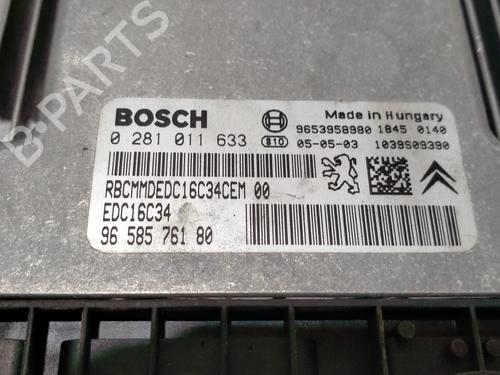 B-PARTS
BOSCH
Made in Hungary
9653958980 1845 0140
0 281 011 633 810 05-05-03 1039S09390
RBCMMDEDC16C34CEM 00
EDC16C34
96 585 761 80